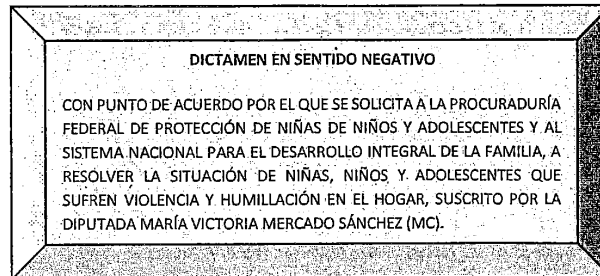 DICTAMEN EN SENTIDO NEGATIVO
CON PUNTO DE ACUERDO POR EL QUE SE SOLICITA A LA PROCURADURÍA
FEDERAL DE PROTECCIÓN DE NIÑAS DE NIÑOS Y ADOLESCENTES Y AL
SISTEMA NACIONAL PARA EL DESARROLLO INTEGRAL DE LA FAMILIA, A
RESOLVER LA SITUACIÓN DE NIÑAS, NIÑOS Y ADOLESCENTES QUE
SUFREN VIOLENCIA Y HUMILLACIÓN EN EL HOGAR, SUSCRITO POR LA
DIPUTADA MARÍA VICTORIA MERCADO SÁNCHEZ (MC).